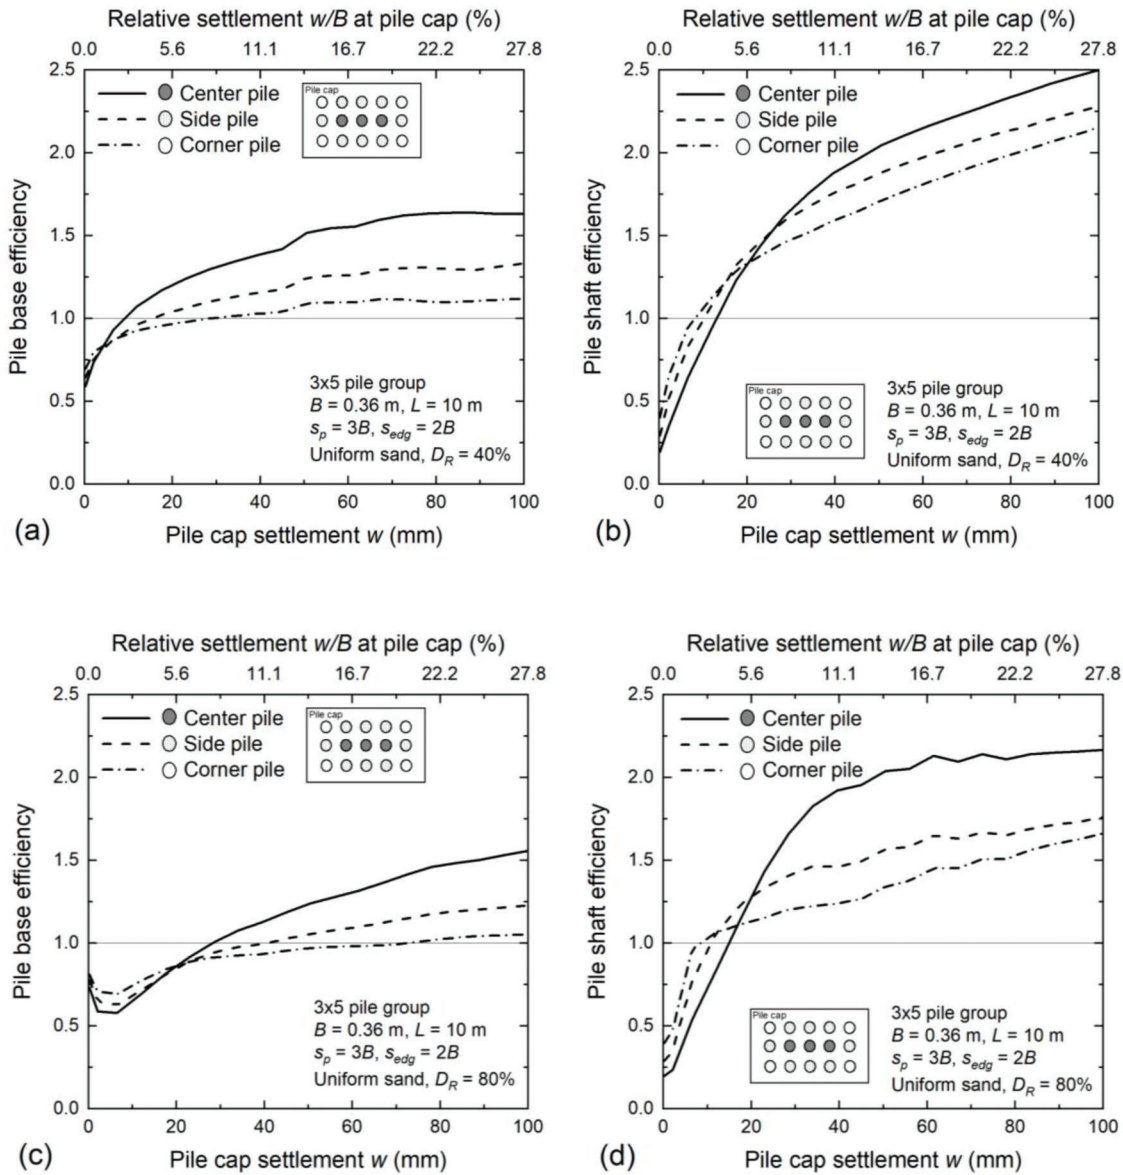 Relative settlement w/B at pile cap (%)
0.0 5.6 11.1 16.7 22.2 27.8
2.5
2.0
1.5
1.0
0.5
0.0
Pile base efficiency
Center pile
Side pile
Corner pile
Pile cap
3x5 pile group
B = 0.36 m, L = 10 m
sp = 3B, sedg = 2B
Uniform sand, DR = 40%
0 20 40 60 80 100
(a)
Pile cap settlement w (mm)
Relative settlement w/B at pile cap (%)
0.0 5.6 11.1 16.7 22.2 27.8
2.5
2.0
1.5
1.0
0.5
0.0
Pile shaft efficiency
Center pile
Side pile
Corner pile
Pile cap
3x5 pile group
B = 0.36 m, L = 10 m
sp = 3B, sedg = 2B
Uniform sand, DR = 40%
0 20 40 60 80 100
(b)
Pile cap settlement w (mm)
Relative settlement w/B at pile cap (%)
0.0 5.6 11.1 16.7 22.2 27.8
2.5
2.0
1.5
1.0
0.5
0.0
Pile base efficiency
Center pile
Side pile
Corner pile
Pile cap
3x5 pile group
B = 0.36 m, L = 10 m
sp = 3B, sedg = 2B
Uniform sand, DR = 80%
0 20 40 60 80 100
(c)
Pile cap settlement w (mm)
Relative settlement w/B at pile cap (%)
0.0 5.6 11.1 16.7 22.2 27.8
2.5
2.0
1.5
1.0
0.5
0.0
Pile shaft efficiency
Center pile
Side pile
Corner pile
Pile cap
3x5 pile group
B = 0.36 m, L = 10 m
sp = 3B, sedg = 2B
Uniform sand, DR = 80%
0 20 40 60 80 100
(d)
Pile cap settlement w (mm)